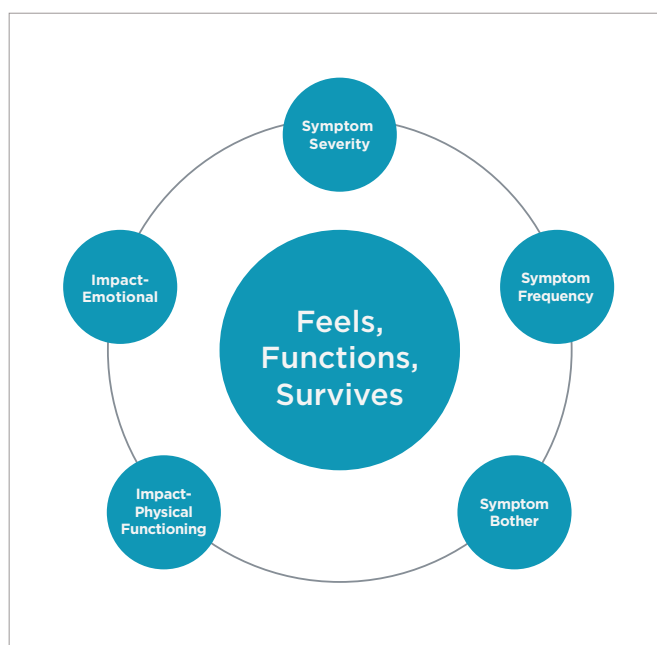 Symptom
Severity
Symptom
Frequency
Symptom
Bother
Impact-
Physical
Functioning
Impact-
Emotional
Feels,
Functions,
Survives